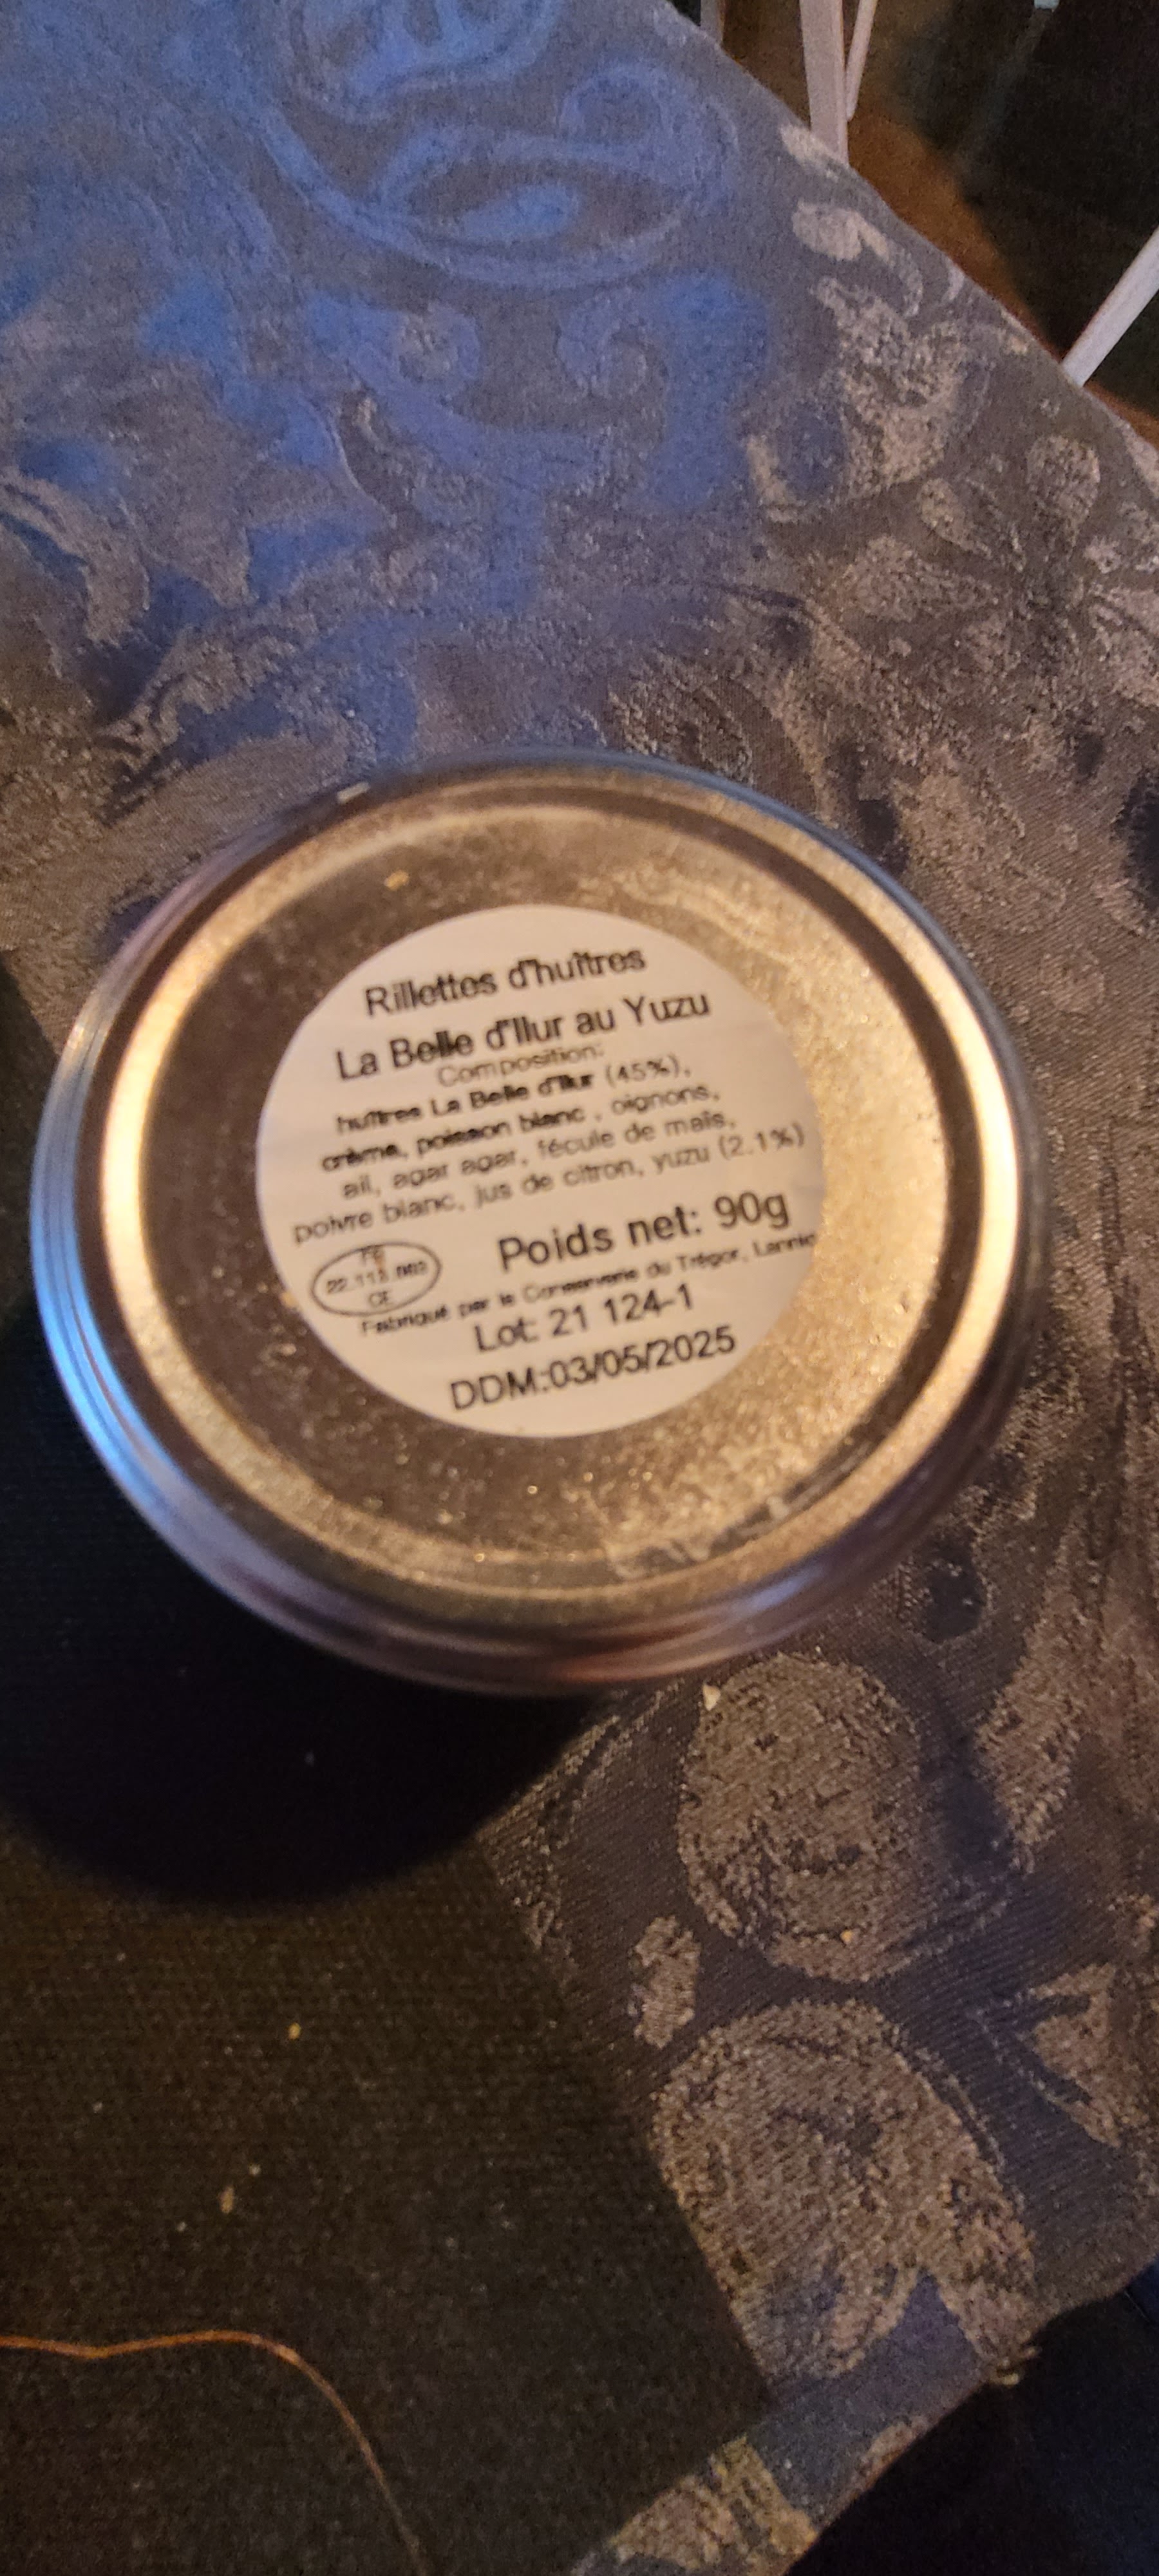 Rillettes d'huîtres
La Belle d'Ilur au Yuzu
Composition:
huîtres La Belle d'Ilur (45%),
crème, poisson blanc , oignons,
ail, agar agar, fécule de maïs,
poivre blanc, jus de citron, yuzu (2.1%)
Poids net: 90g
CE
Fabriqué par la Conserverie du Trégor, Lannio
Lot: 21 124-1
DDM:03/05/2025